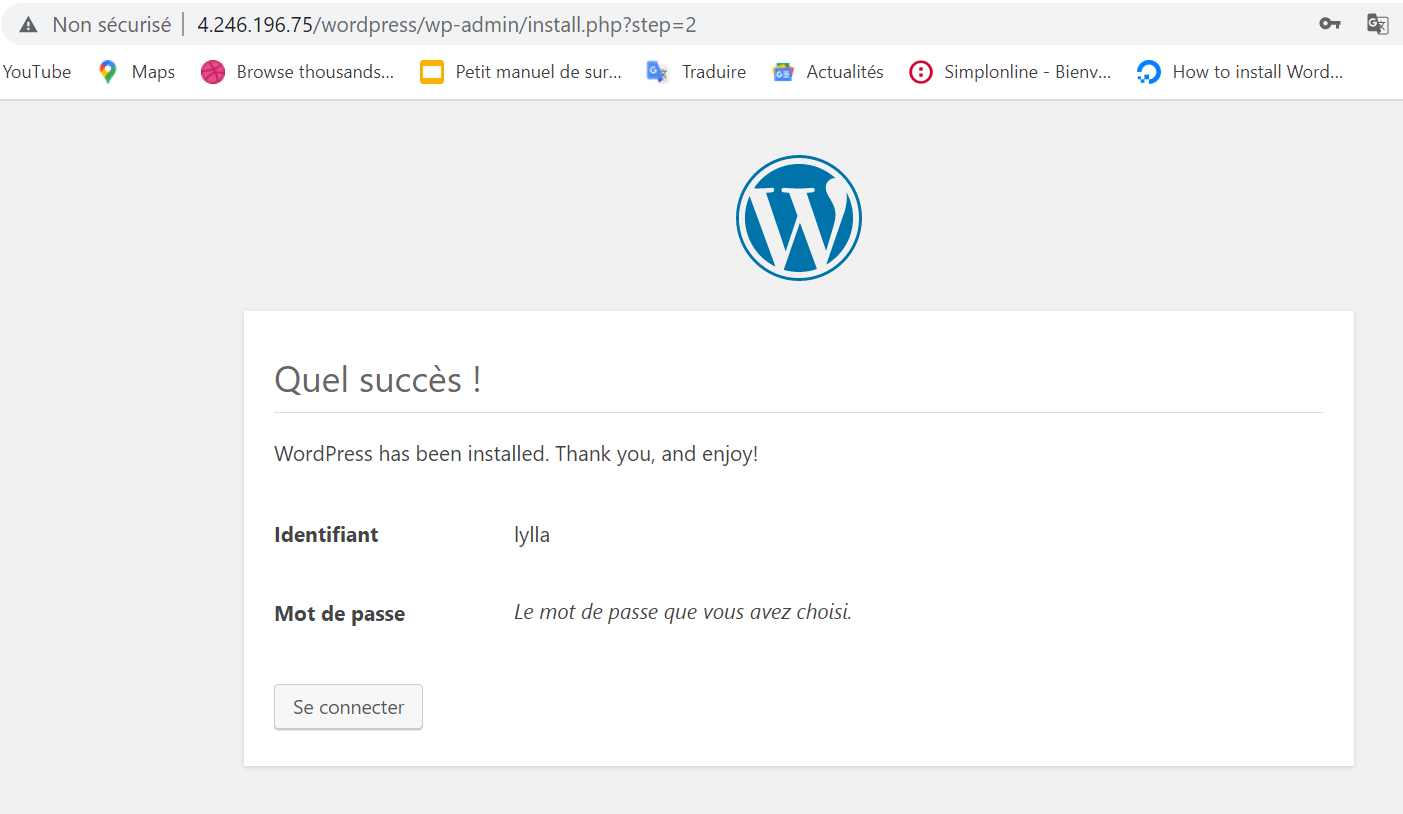 Non sécurisé 4.246.196.75/wordpress/wp-admin/install.php?step=2
YouTube Maps Browse thousands... Petit manuel de sur... Traduire Actualités Simplonline - Bienv... How to install Word...
Quel succès !
WordPress has been installed. Thank you, and enjoy!
Identifiant lylla
Mot de passe Le mot de passe que vous avez choisi.
Se connecter